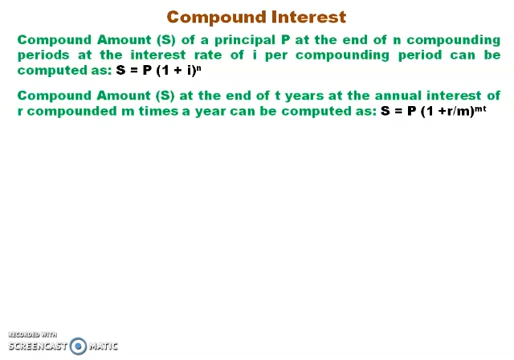 Compound Interest
Compound Amount (S) of a principal P at the end of n compounding
periods at the interest rate of i per compounding period can be
computed as: S = P (1 + i)ⁿ
Compound Amount (S) at the end of t years at the annual interest of
r compounded m times a year can be computed as: S = P (1 +r/m)ᵐᵗ
RECORDED WITH
SCREENCAST MATIC